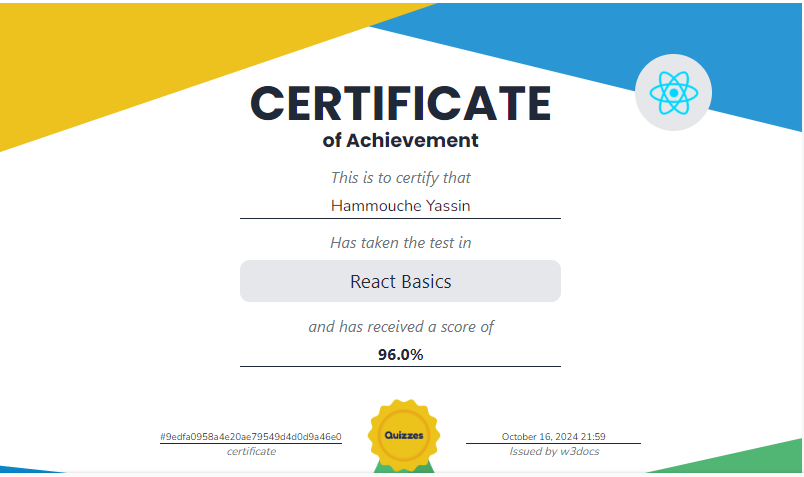 CERTIFICATE
of Achievement
This is to certify that
Hammouche Yassin
Has taken the test in
React Basics
and has received a score of
96.0%
#9edfa0958a4e20ae79549d4d0d9a46e0
certificate
Quizzes
October 16, 2024 21:59
Issued by w3docs